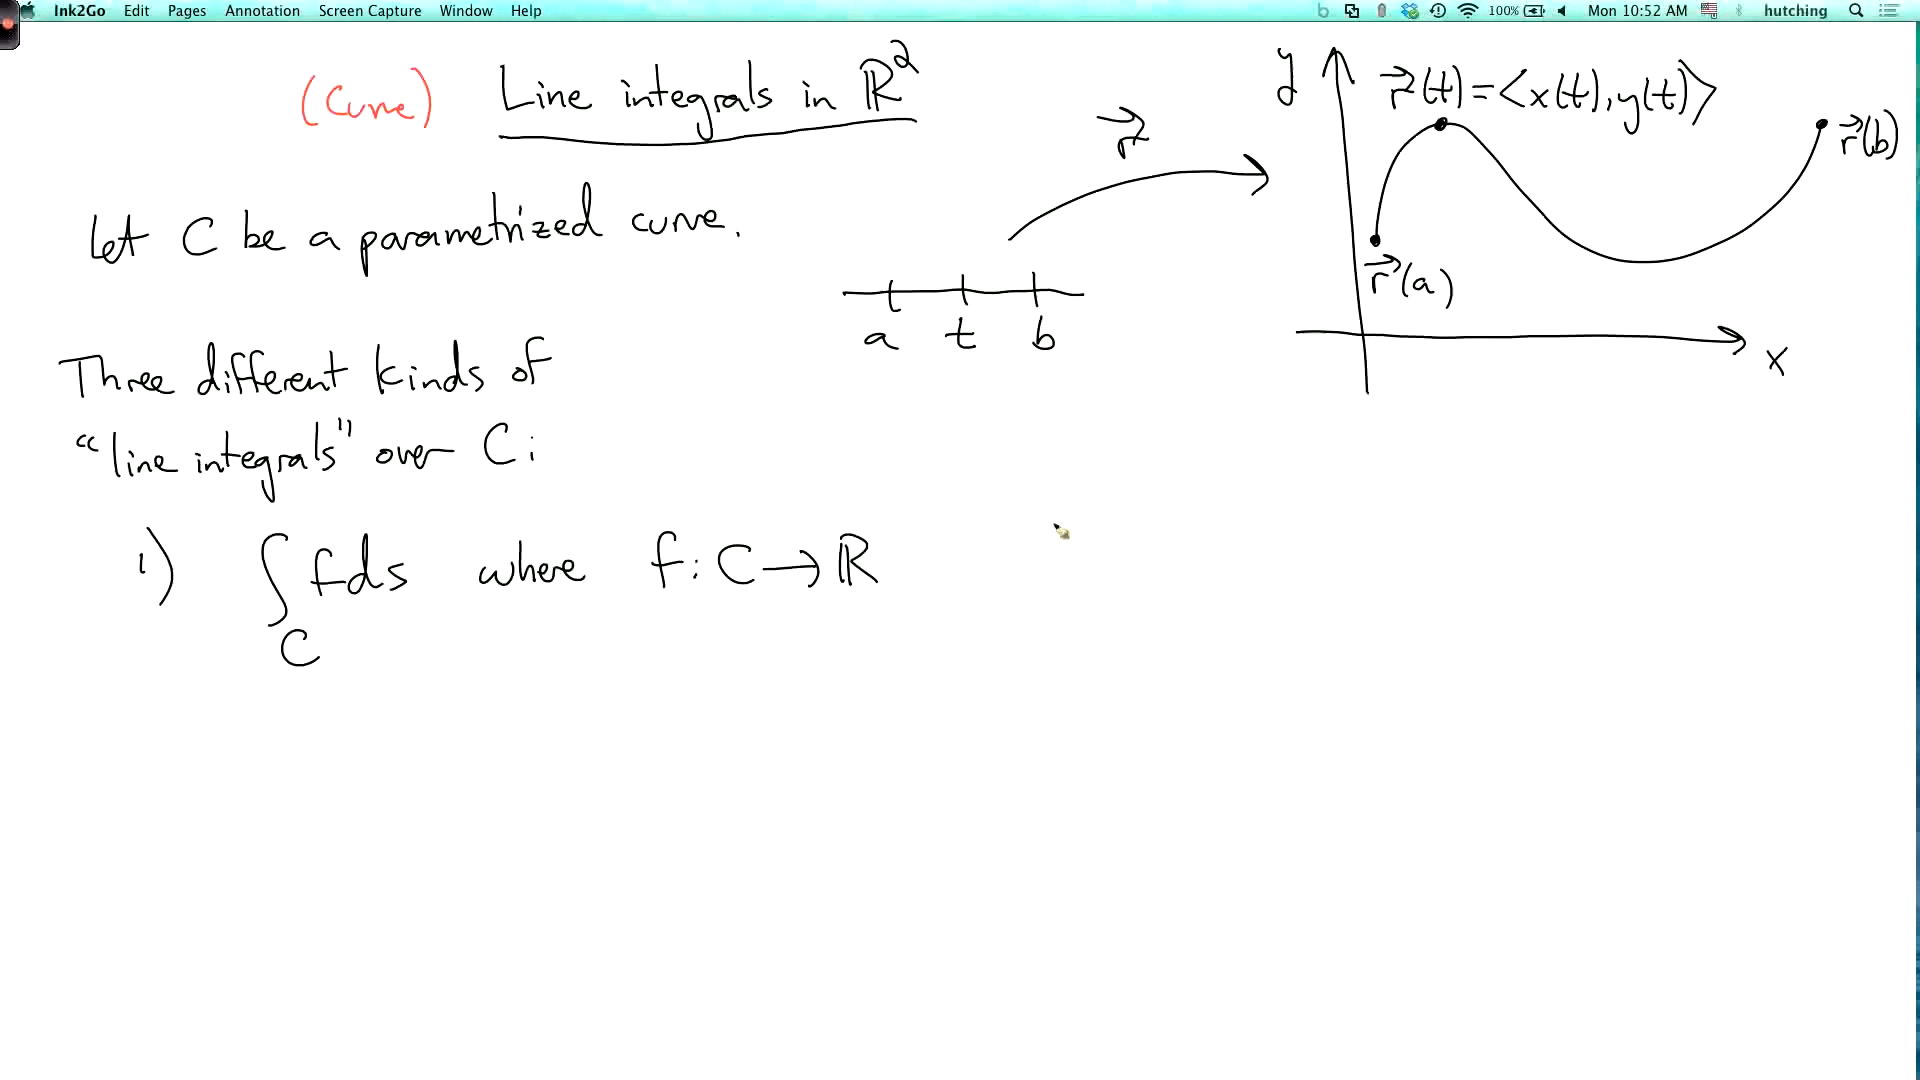 Ink2Go Edit Pages Annotation Screen Capture Window Help 100% Mon 10:52 AM hutching
(Curve) Line integrals in ℝ²
Let C be a parametrized curve.
r⃗
a t b
y
r⃗(t) = ⟨x(t), y(t)⟩
r⃗(b)
r⃗(a)
x
Three different kinds of
"line integrals" over C:
1) ∫_C f ds where f: C → ℝ